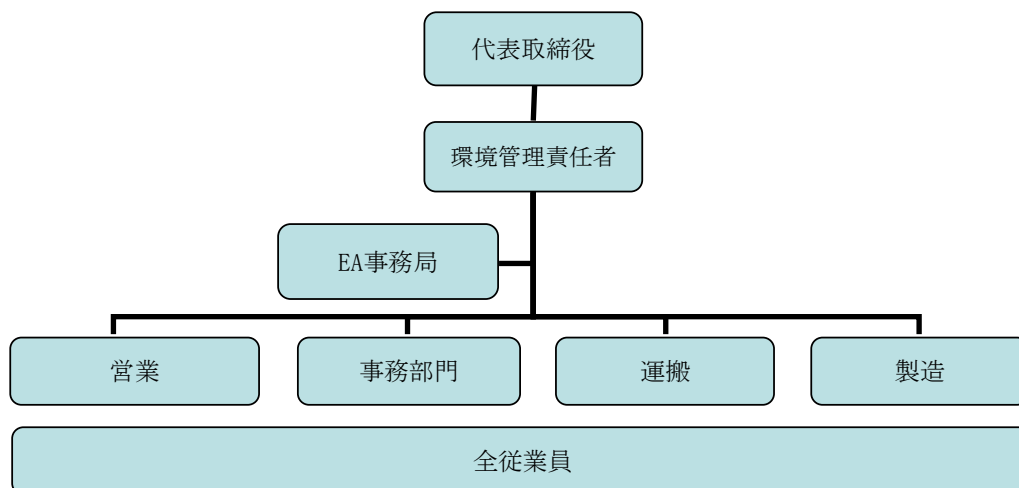 代表取締役
環境管理責任者
EA事務局
営業
事務部門
運搬
製造
全従業員